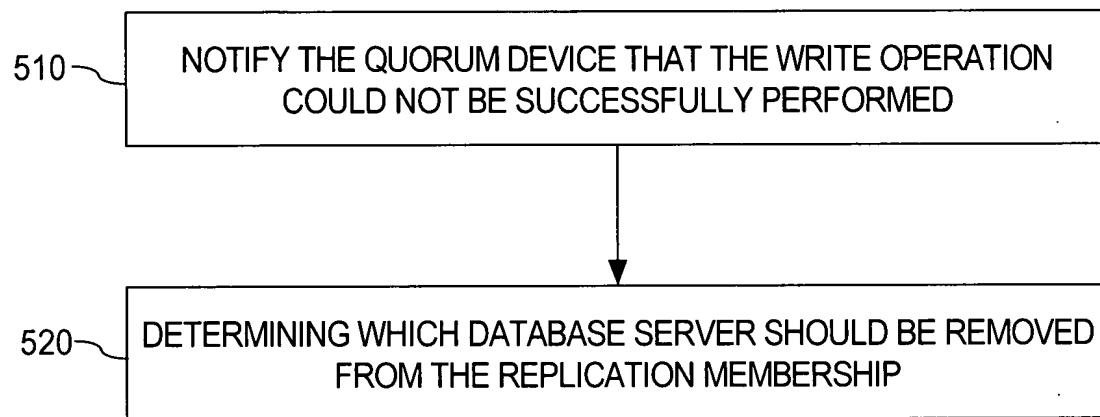 510
NOTIFY THE QUORUM DEVICE THAT THE WRITE OPERATION
COULD NOT BE SUCCESSFULLY PERFORMED
520
DETERMINING WHICH DATABASE SERVER SHOULD BE REMOVED
FROM THE REPLICATION MEMBERSHIP